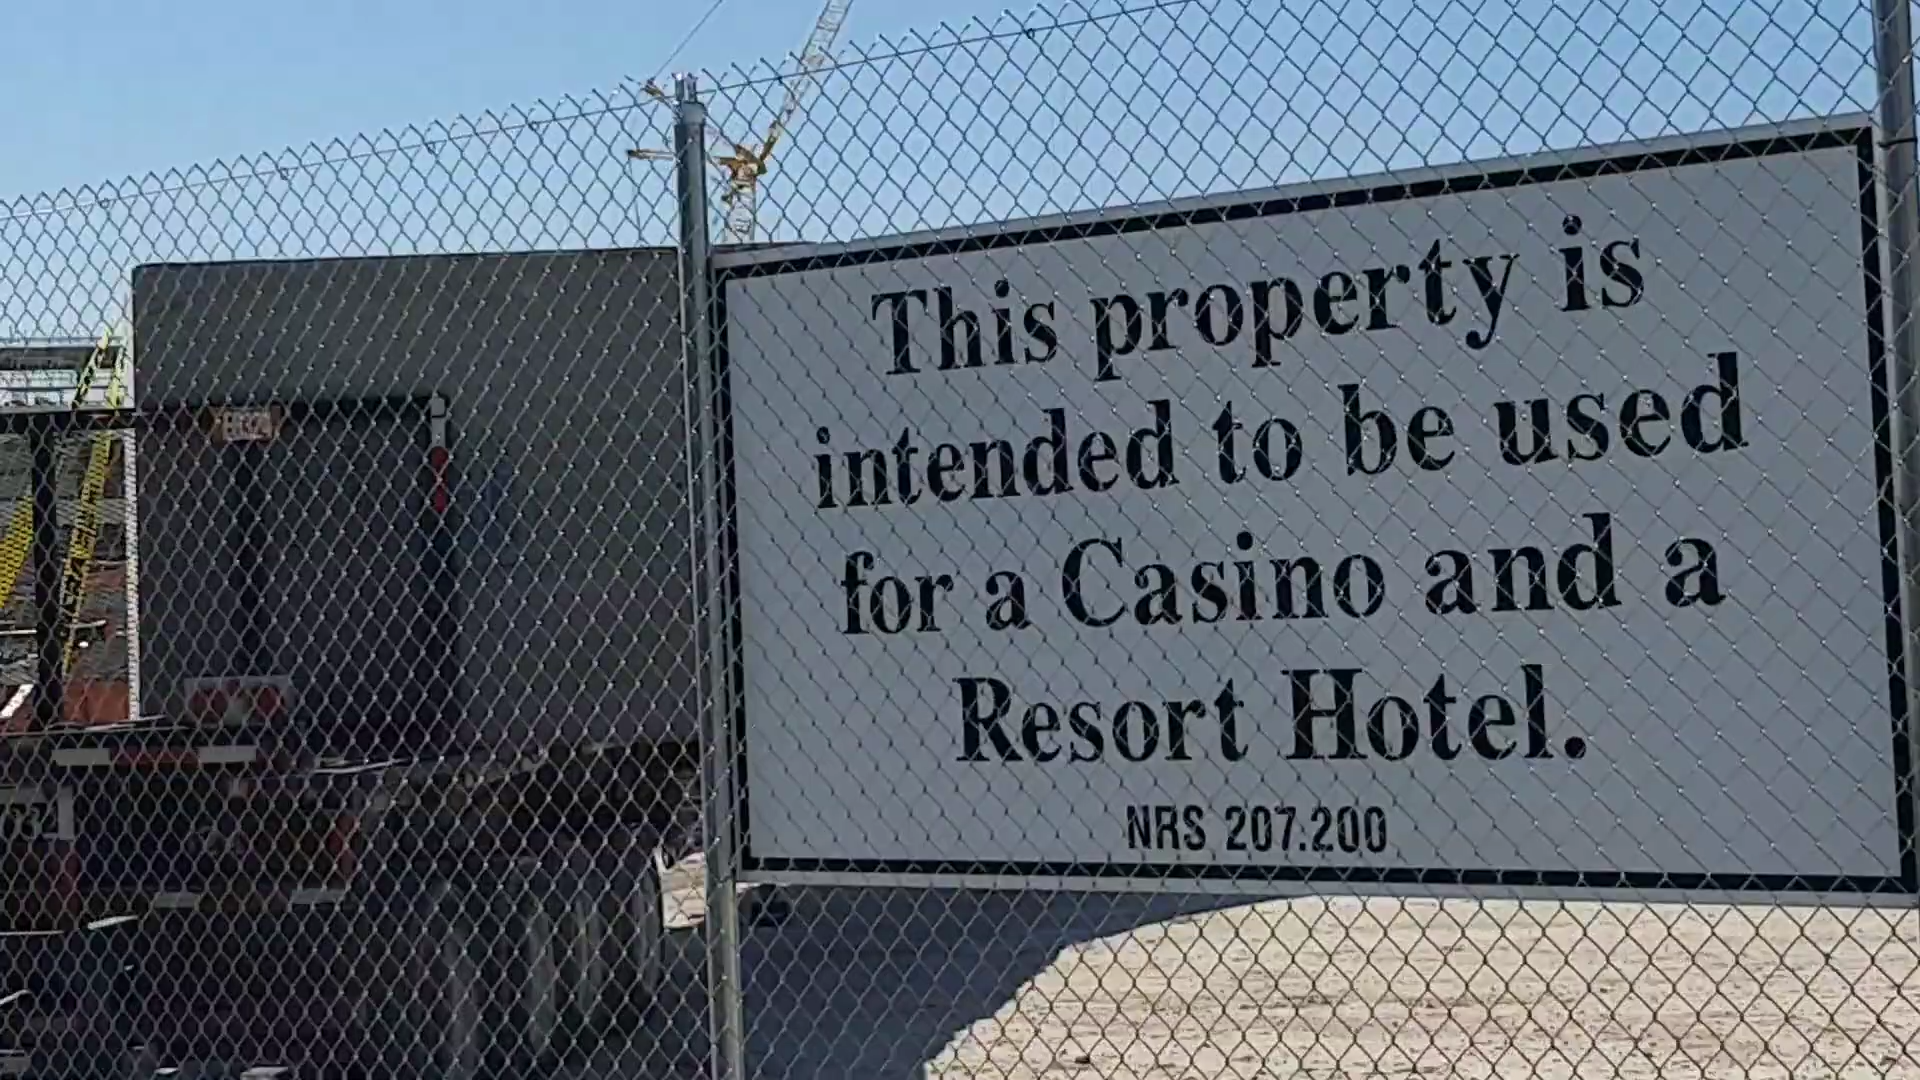 This property is
intended to be used
for a Casino and a
Resort Hotel.
NRS 207.200